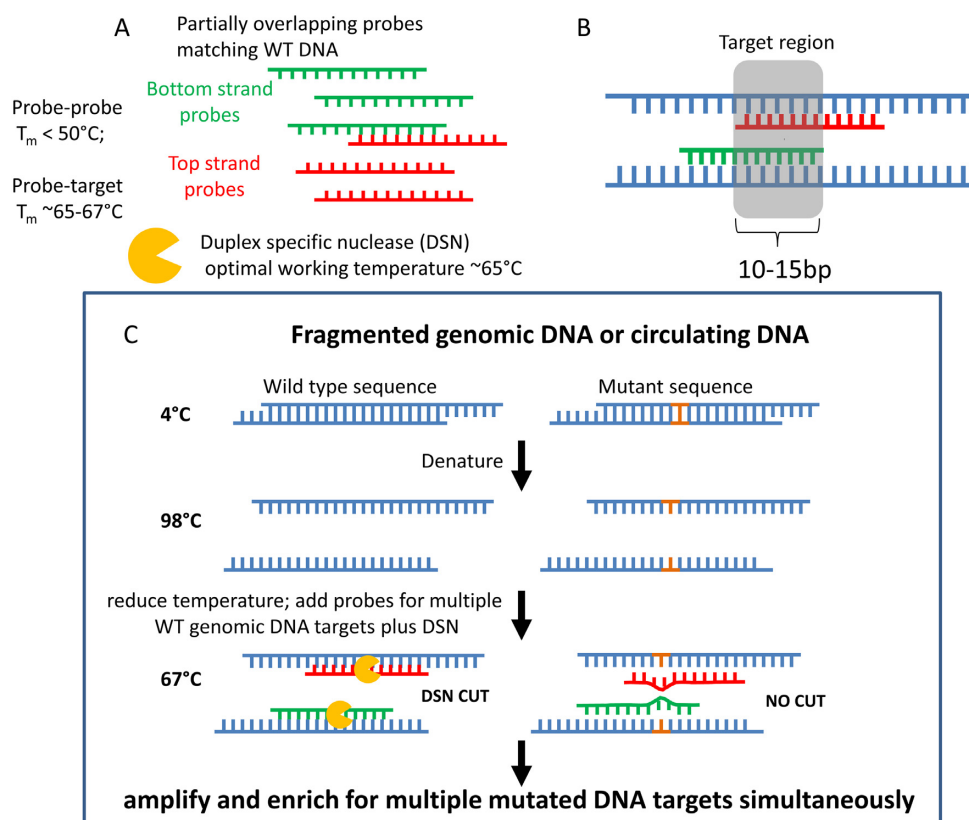 A
Partially overlapping probes
matching WT DNA
Bottom strand
probes
Probe-probe
Tm < 50°C;
Top strand
probes
Probe-target
Tm ~65-67°C
Duplex specific nuclease (DSN)
optimal working temperature ~65°C
B
Target region
10-15bp
C
Fragmented genomic DNA or circulating DNA
Wild type sequence
Mutant sequence
4°C
Denature
98°C
reduce temperature; add probes for multiple
WT genomic DNA targets plus DSN
67°C
DSN CUT
NO CUT
amplify and enrich for multiple mutated DNA targets simultaneously